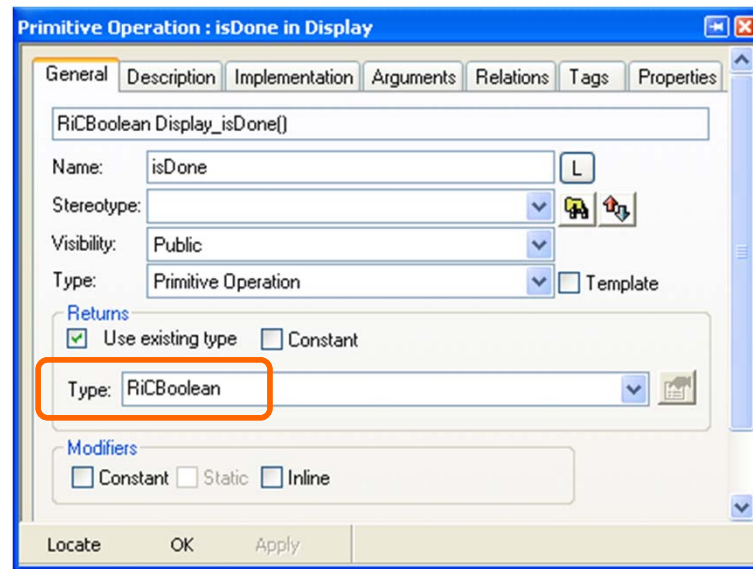 Primitive Operation : isDone in Display
General Description Implementation Arguments Relations Tags Properties
RiCBoolean Display_isDone()
Name: isDone L
Stereotype:
Visibility: Public
Type: Primitive Operation Template
Returns
Use existing type Constant
Type: RiCBoolean
Modifiers
Constant Static Inline
Locate OK Apply